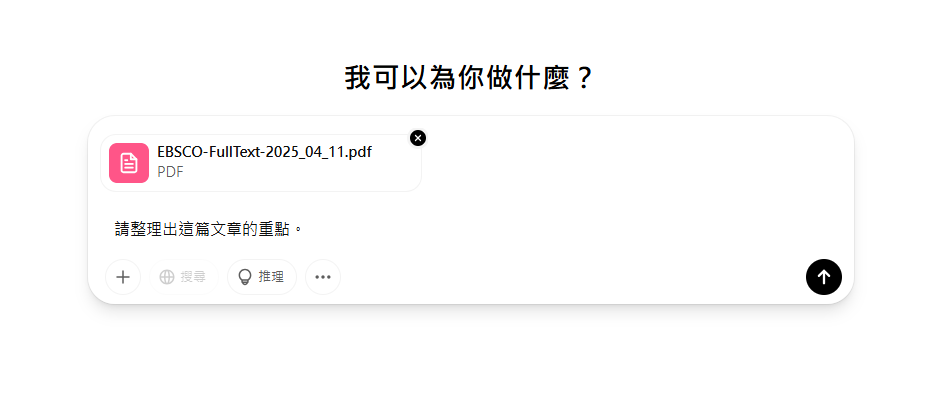 我可以為你做什麼？
EBSCO-FullText-2025_04_11.pdf
PDF
請整理出這篇文章的重點。
搜尋 推理